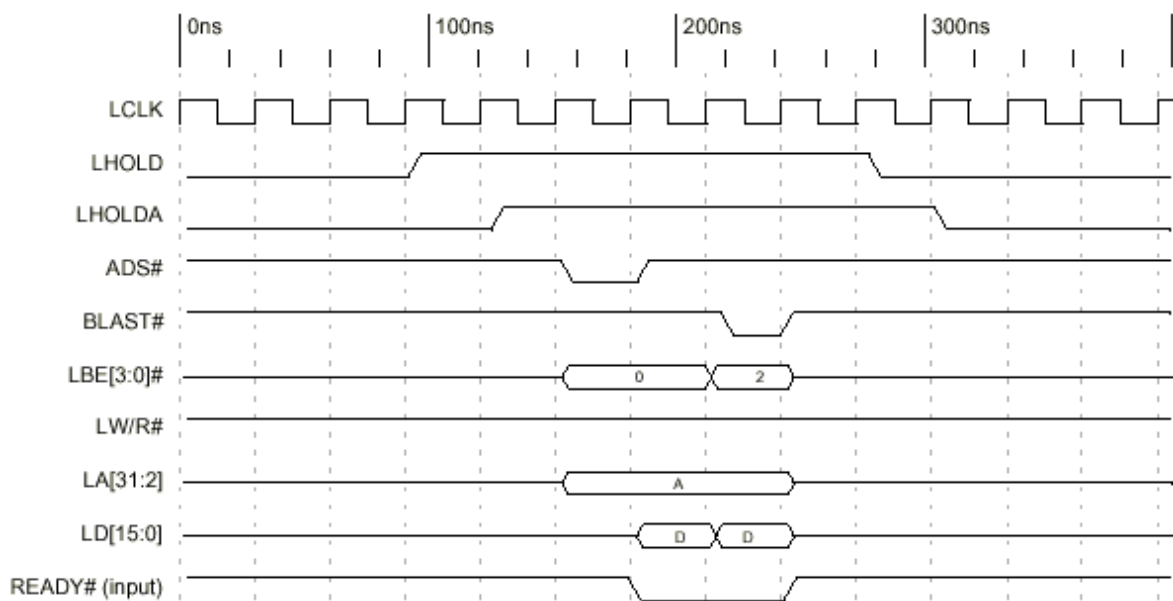 0ns 100ns 200ns 300ns
LCLK
LHOLD
LHOLDA
ADS#
BLAST#
LBE[3:0]# 0 2
LW/R#
LA[31:2] A
LD[15:0] D D
READY# (input)